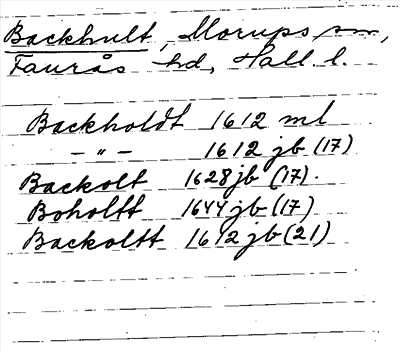 Backhult, Morups sn,
Faurås hd, Hall l.
Backholdt 1612 ml
— " — 1612 jb (17)
Backolt 1628 jb (17).
Boholtt 1644 jb (17)
Backoltt 1612 jb (21)